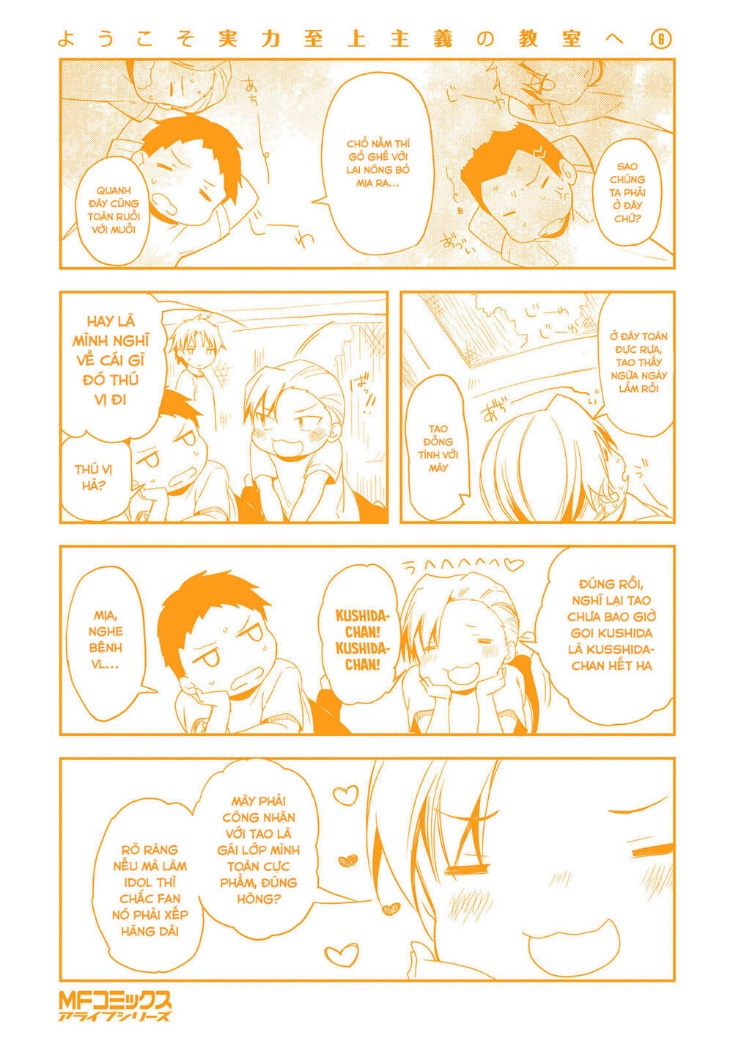 ようこそ実力至上主義の教室へ 6
SAO
CHÚNG
TA PHẢI
Ở ĐÂY
CHỨ?
CHỖ NẰM THÌ
GỒ GHỀ VỚI
LẠI NÓNG BỎ
MỊA RA...
QUANH
ĐÂY CŨNG
TOÀN RUỒI
VỚI MUỖI
Ở ĐÂY TOÀN
ĐỰC RỰA,
TAO THẤY
NGỨA NGÁY
LẮM RỒI
TAO
ĐỒNG
TÌNH VỚI
MÀY
HAY LÀ
MÌNH NGHĨ
VỀ CÁI GÌ
ĐÓ THÚ
VỊ ĐI
THÚ VỊ
HẢ?
ĐÚNG RỒI,
NGHĨ LẠI TAO
CHƯA BAO GIỜ
GỌI KUSHIDA
LÀ KUSSHIDA-
CHAN HẾT HA
KUSHIDA-
CHAN!
KUSHIDA-
CHAN!
MỊA,
NGHE
BỆNH
VL...
MÀY PHẢI
CÔNG NHẬN
VỚI TAO LÀ
GÁI LỚP MÌNH
TOÀN CỰC
PHẨM, ĐÚNG
HÔNG?
RÕ RÀNG
NẾU MÀ LÀM
IDOL THÌ
CHẮC FAN
NÓ PHẢI XẾP
HÀNG DÀI
MFコミックス
アライブシリーズ